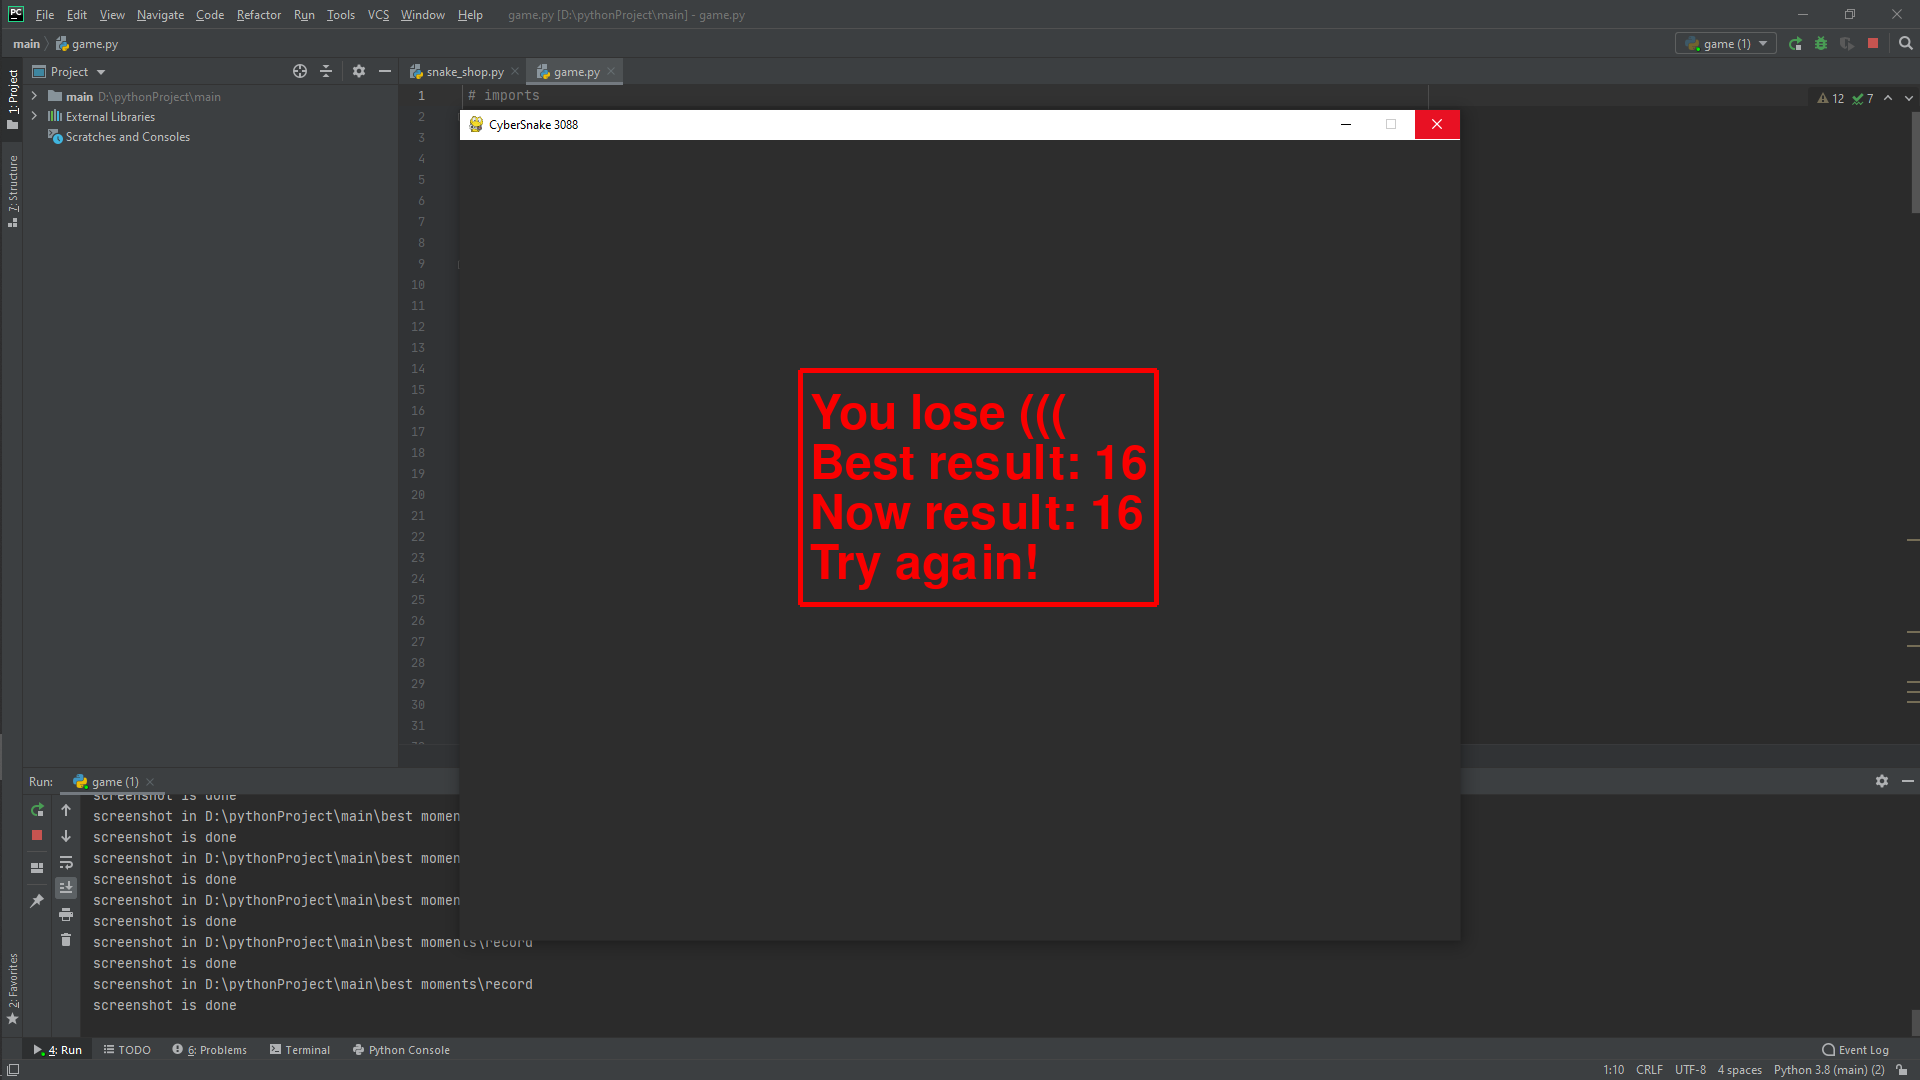 PC
File Edit View Navigate Code Refactor Run Tools VCS Window Help game.py [D:\pythonProject\main] - game.py
main game.py game (1)
1: Project
7: Structure
2: Favorites
Project snake_shop.py game.py
main D:\pythonProject\main
External Libraries
Scratches and Consoles
1 # imports
12 7
2
3
4
5
6
7
8
9
10
11
12
13
14
15
16
17
18
19
20
21
22
23
24
25
26
27
28
29
30
31
CyberSnake 3088
You lose (((
Best result: 16
Now result: 16
Try again!
Run: game (1)
screenshot is done
screenshot in D:\pythonProject\main\best momen
screenshot is done
screenshot in D:\pythonProject\main\best momen
screenshot is done
screenshot in D:\pythonProject\main\best momen
screenshot is done
screenshot in D:\pythonProject\main\best moments\record
screenshot is done
screenshot in D:\pythonProject\main\best moments\record
screenshot is done
4: Run TODO 6: Problems Terminal Python Console Event Log
1:10 CRLF UTF-8 4 spaces Python 3.8 (main) (2)